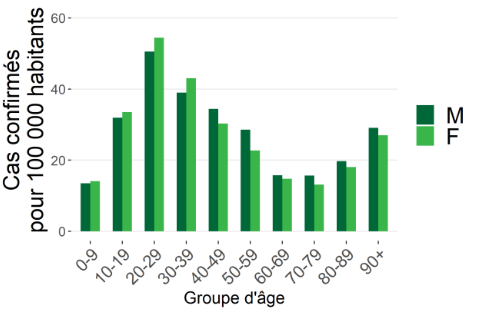 Cas confirmés
pour 100 000 habitants
60
40
20
0
0-9
10-19
20-29
30-39
40-49
50-59
60-69
70-79
80-89
90+
Groupe d'âge
M
F